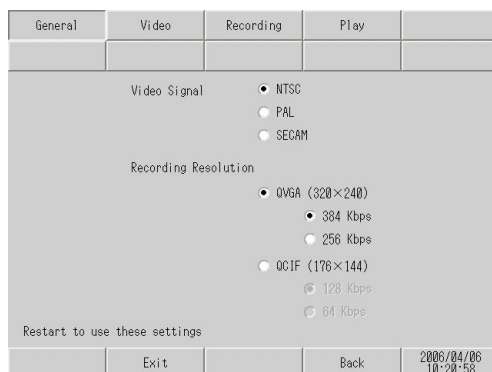 General Video Recording Play
Video Signal NTSC
PAL
SECAM
Recording Resolution
QVGA (320×240)
384 Kbps
256 Kbps
QCIF (176×144)
128 Kbps
64 Kbps
Restart to use these settings
Exit Back 2006/04/06
10:20:58